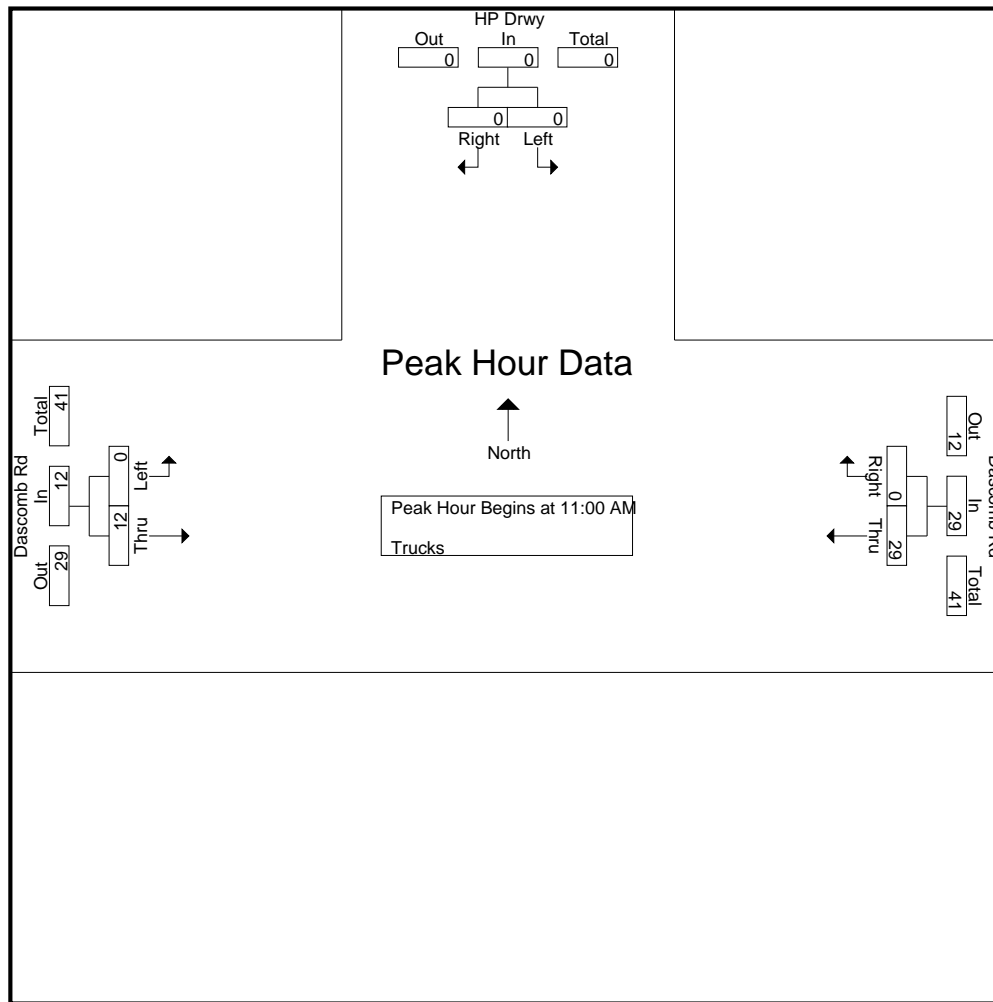 HP Drwy
Out In Total
0 0 0
0 0
Right Left
Peak Hour Data
North
Peak Hour Begins at 11:00 AM
Trucks
Dascomb Rd
Total In Out
41 12 29
0 12
Left Thru
Dascomb Rd
Out In Total
12 29 41
0 29
Right Thru